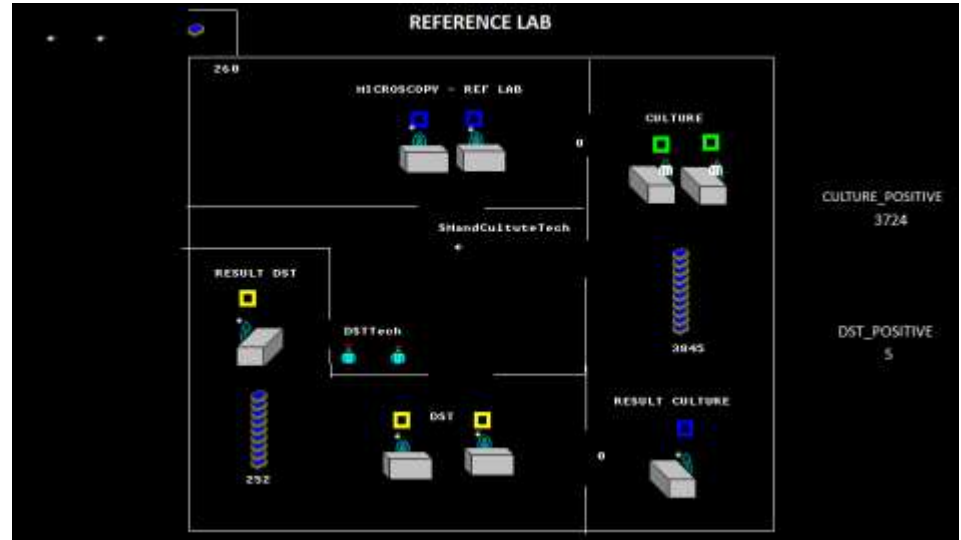 REFERENCE LAB
260
MICROSCOPY - REF LAB
CULTURE
0
CULTURE_POSITIVE
3724
SMandCultuteTech
RESULT DST
DSTTech
3845
DST_POSITIVE
5
RESULT CULTURE
DST
0
252